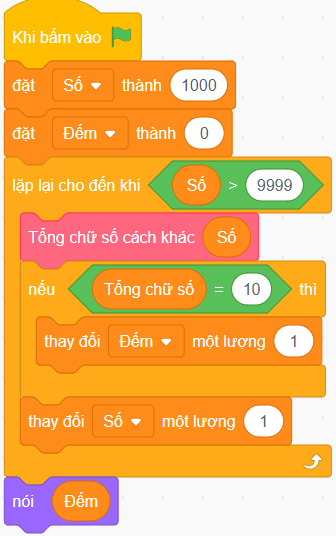 Khi bấm vào
đặt Số thành 1000
đặt Đếm thành 0
lặp lại cho đến khi Số > 9999
Tổng chữ số cách khác Số
nếu Tổng chữ số = 10 thì
thay đổi Đếm một lượng 1
thay đổi Số một lượng 1
nói Đếm